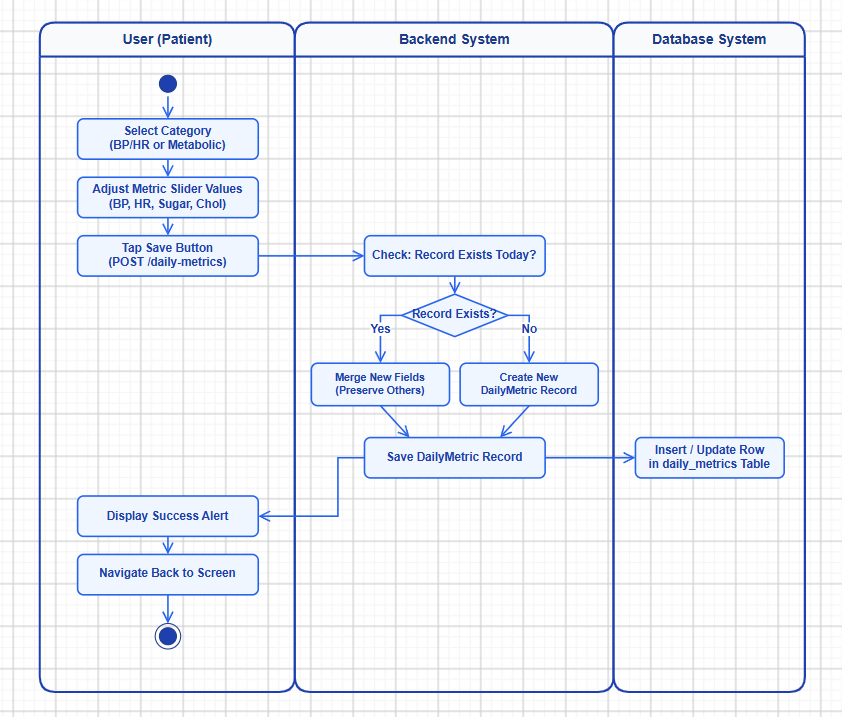 User (Patient)
Backend System
Database System
Select Category
(BP/HR or Metabolic)
Adjust Metric Slider Values
(BP, HR, Sugar, Chol)
Tap Save Button
(POST /daily-metrics)
Check: Record Exists Today?
Record Exists?
Yes
No
Merge New Fields
(Preserve Others)
Create New
DailyMetric Record
Save DailyMetric Record
Insert / Update Row
in daily_metrics Table
Display Success Alert
Navigate Back to Screen